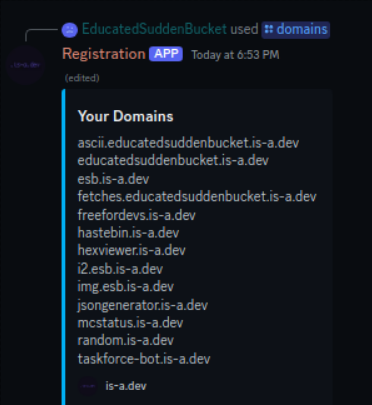 EducatedSuddenBucket used domains
Registration APP Today at 6:53 PM
(edited)
Your Domains
ascii.educatedsuddenbucket.is-a.dev
educatedsuddenbucket.is-a.dev
esb.is-a.dev
fetches.educatedsuddenbucket.is-a.dev
freefordevs.is-a.dev
hastebin.is-a.dev
hexviewer.is-a.dev
i2.esb.is-a.dev
img.esb.is-a.dev
jsongenerator.is-a.dev
mcstatus.is-a.dev
random.is-a.dev
taskforce-bot.is-a.dev
is-a.dev